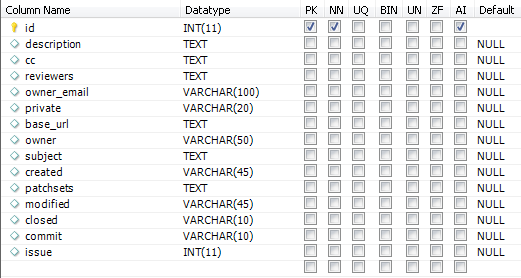 Column Name Datatype PK NN UQ BIN UN ZF AI Default
id INT(11)
description TEXT NULL
cc TEXT NULL
reviewers TEXT NULL
owner_email VARCHAR(100) NULL
private VARCHAR(20) NULL
base_url TEXT NULL
owner VARCHAR(50) NULL
subject TEXT NULL
created VARCHAR(45) NULL
patchsets TEXT NULL
modified VARCHAR(45) NULL
closed VARCHAR(10) NULL
commit VARCHAR(10) NULL
issue INT(11) NULL